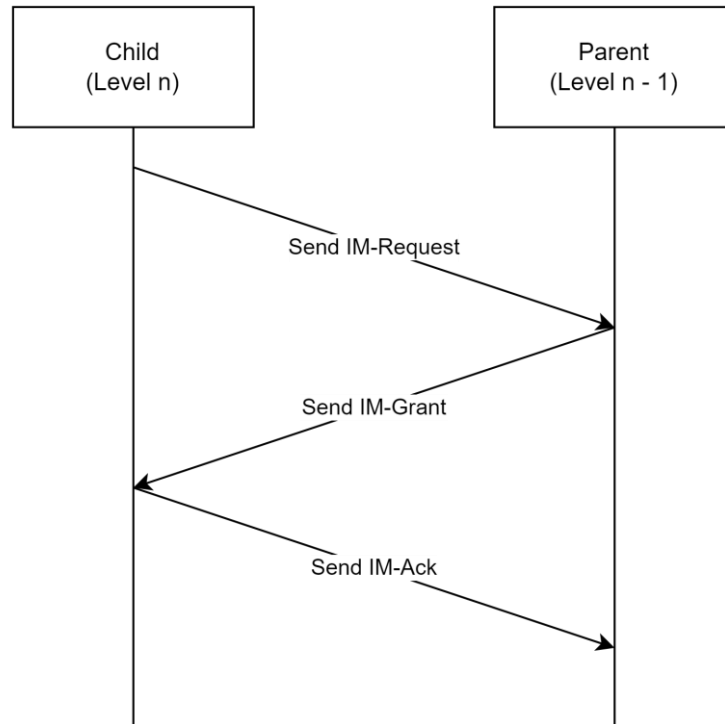 Child
(Level n)
Parent
(Level n - 1)
Send IM-Request
Send IM-Grant
Send IM-Ack